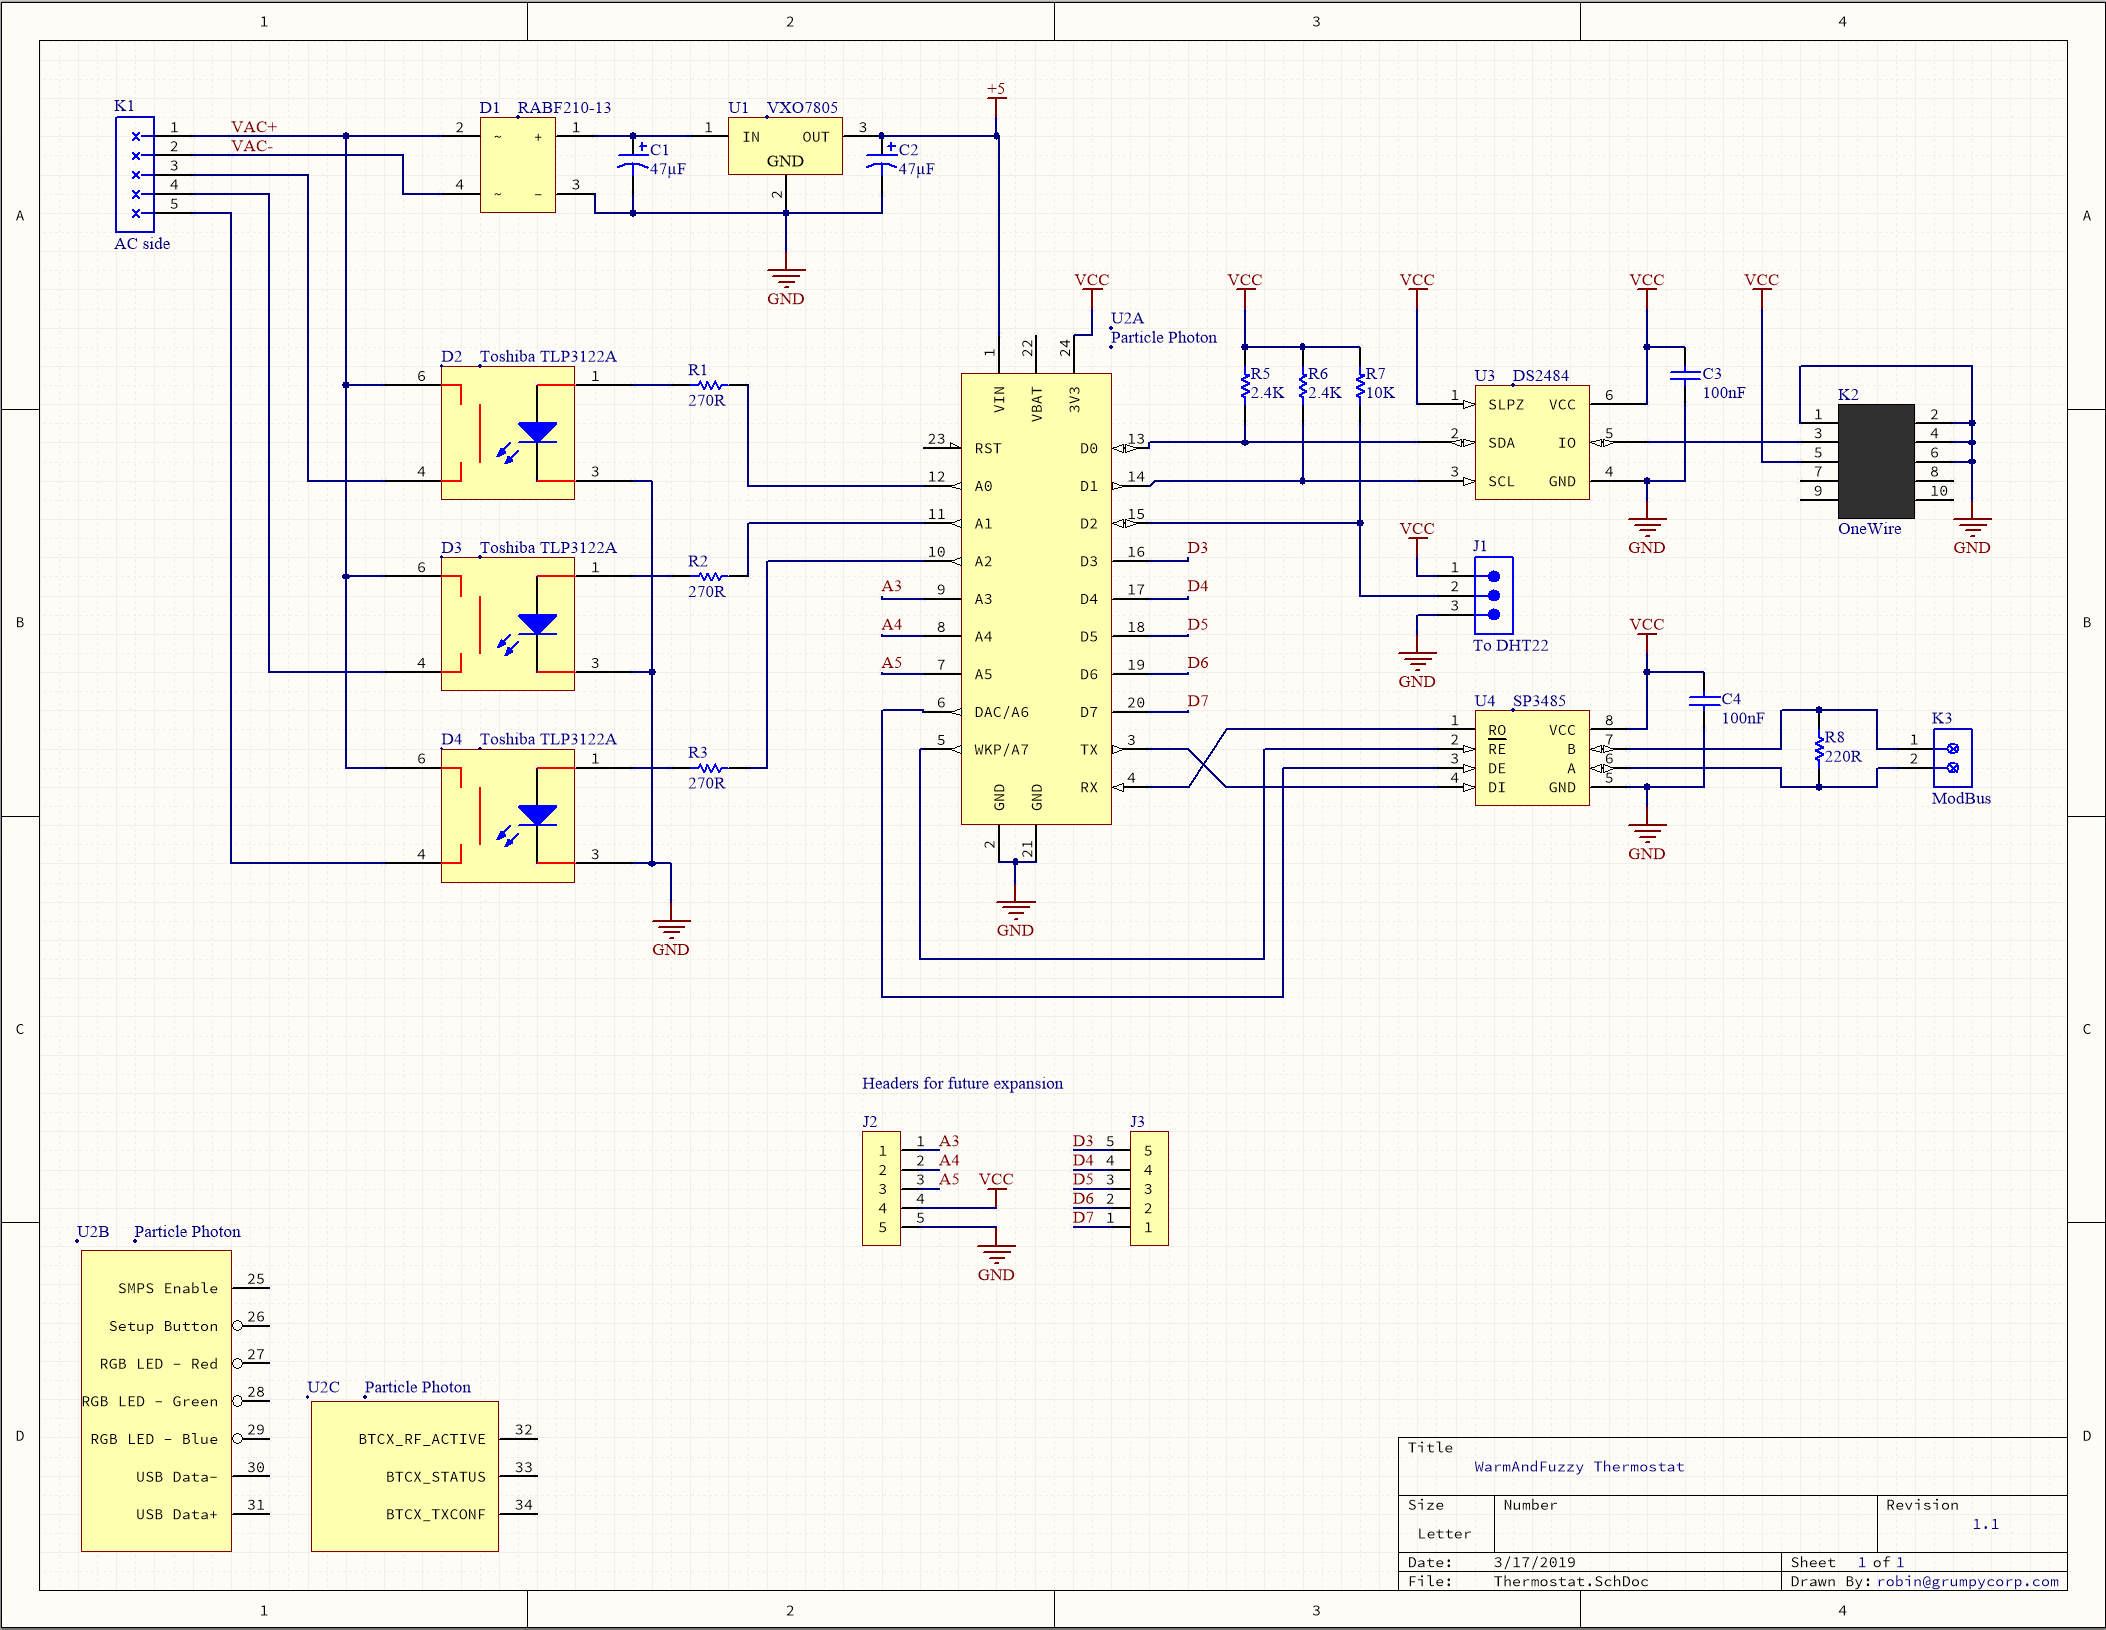 1 2 3 4
A A
B B
C C
D D
K1
1 VAC+
2 VAC-
3
4
5
AC side
D1 RABF210-13
2 ~ + 1
4 ~ − 3
+ C1
47µF
U1 VXO7805
1 IN OUT 3
GND
2
+ C2
47µF
GND
+5
VCC
U2A
Particle Photon
D2 Toshiba TLP3122A
6 1
4 3
R1
270R
D3 Toshiba TLP3122A
6 1
4 3
R2
270R
D4 Toshiba TLP3122A
6 1
4 3
R3
270R
GND
1 22 24
VIN VBAT 3V3
23 RST D0 13
12 A0 D1 14
11 A1 D2 15
10 A2 D3 16 D3
A3 9 A3 D4 17 D4
A4 8 A4 D5 18 D5
A5 7 A5 D6 19 D6
6 DAC/A6 D7 20 D7
5 WKP/A7 TX 3
RX 4
GND GND
2 21
GND
VCC VCC VCC VCC
R5
2.4K
R6
2.4K
R7
10K
U3 DS2484
1 SLPZ VCC 6
2 SDA IO 5
3 SCL GND 4
C3
100nF
GND
K2
1 2
3 4
5 6
7 8
9 10
OneWire
GND
VCC
J1
1
2
3
To DHT22
GND
VCC
U4 SP3485
1 RO VCC 8
2 RE B 7
3 DE A 6
4 DI GND 5
C4
100nF
GND
R8
220R
K3
1
2
ModBus
Headers for future expansion
J2
1 1 A3
2 2 A4
3 3 A5
4 4
5 5
VCC
GND
J3
D3 5 5
D4 4 4
D5 3 3
D6 2 2
D7 1 1
U2B Particle Photon
SMPS Enable 25
Setup Button 26
RGB LED - Red 27
RGB LED - Green 28
RGB LED - Blue 29
USB Data- 30
USB Data+ 31
U2C Particle Photon
BTCX_RF_ACTIVE 32
BTCX_STATUS 33
BTCX_TXCONF 34
Title
WarmAndFuzzy Thermostat
Size Number Revision
Letter 1.1
Date: 3/17/2019 Sheet 1 of 1
File: Thermostat.SchDoc Drawn By: robin@grumpycorp.com
1 2 3 4